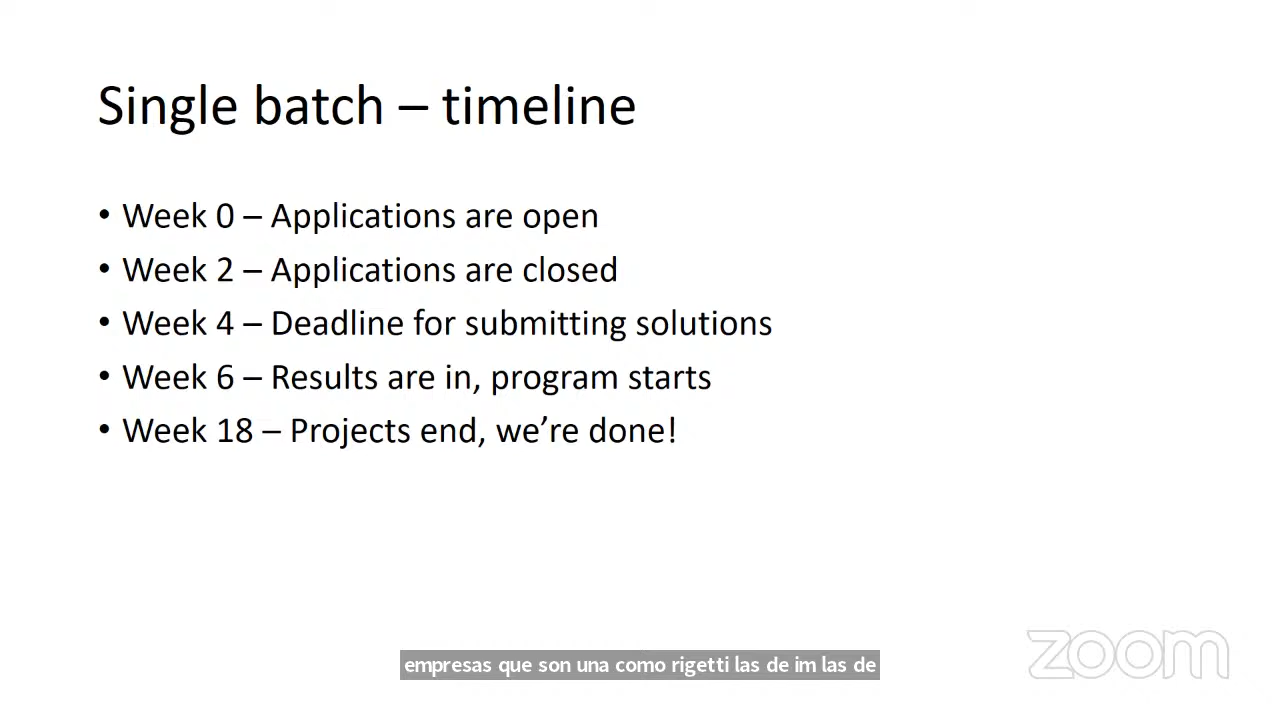 Single batch – timeline
• Week 0 – Applications are open
• Week 2 – Applications are closed
• Week 4 – Deadline for submitting solutions
• Week 6 – Results are in, program starts
• Week 18 – Projects end, we’re done!
empresas que son una como rigetti las de im las de
zoom